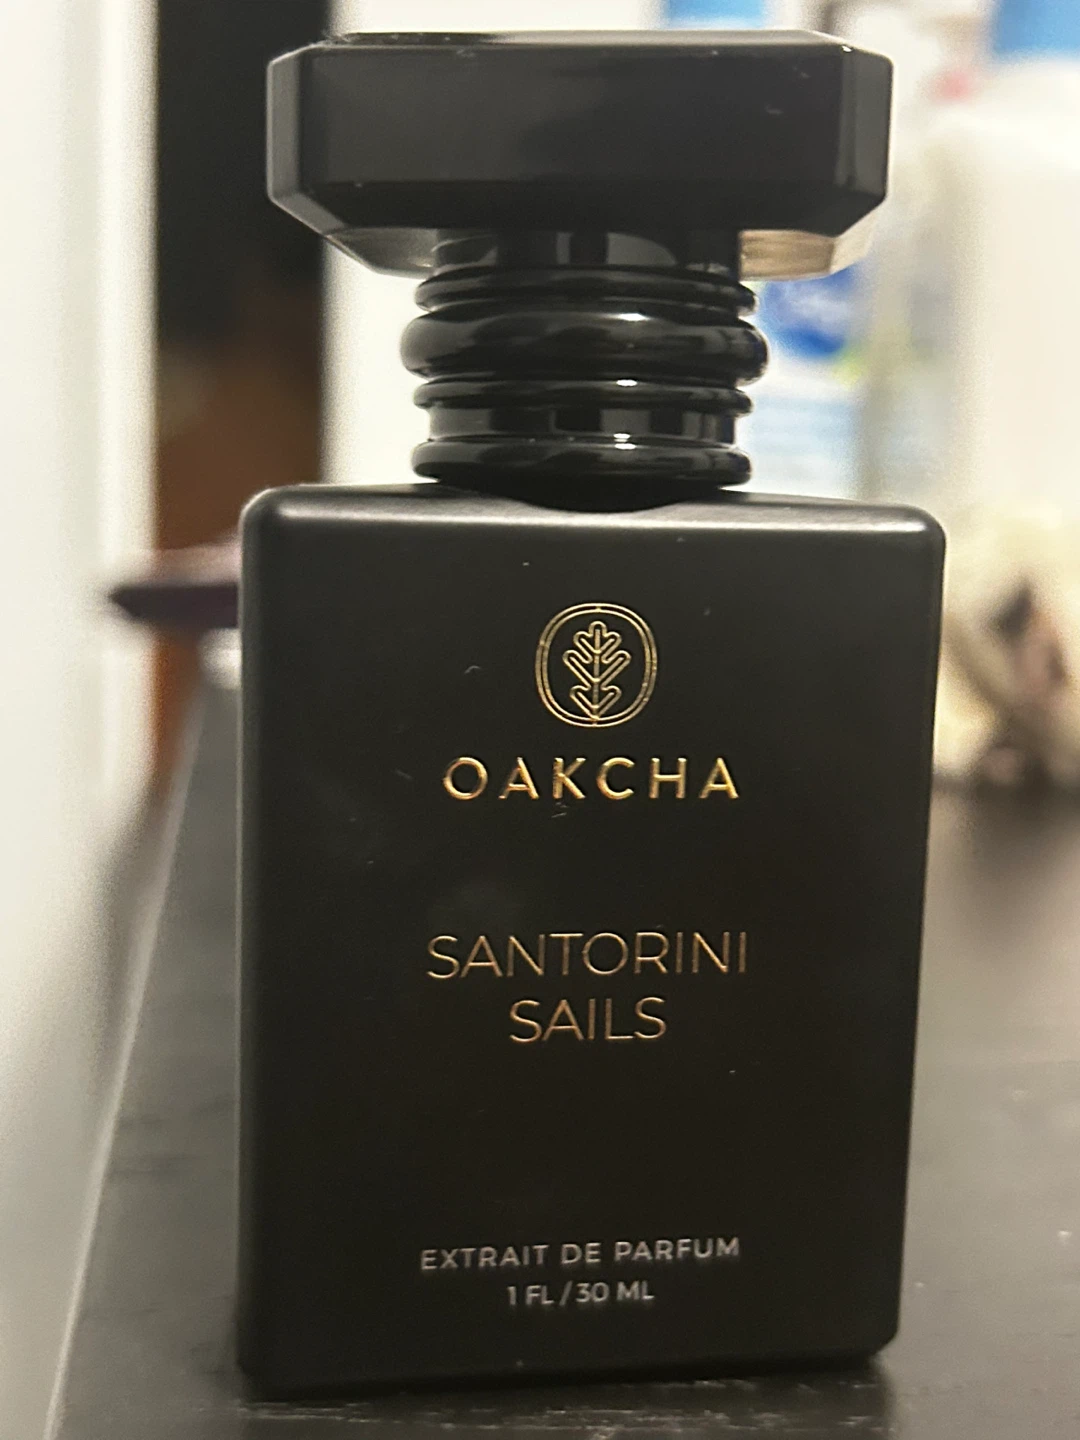 OAKCHA
SANTORINI
SAILS
EXTRAIT DE PARFUM
1 FL / 30 ML